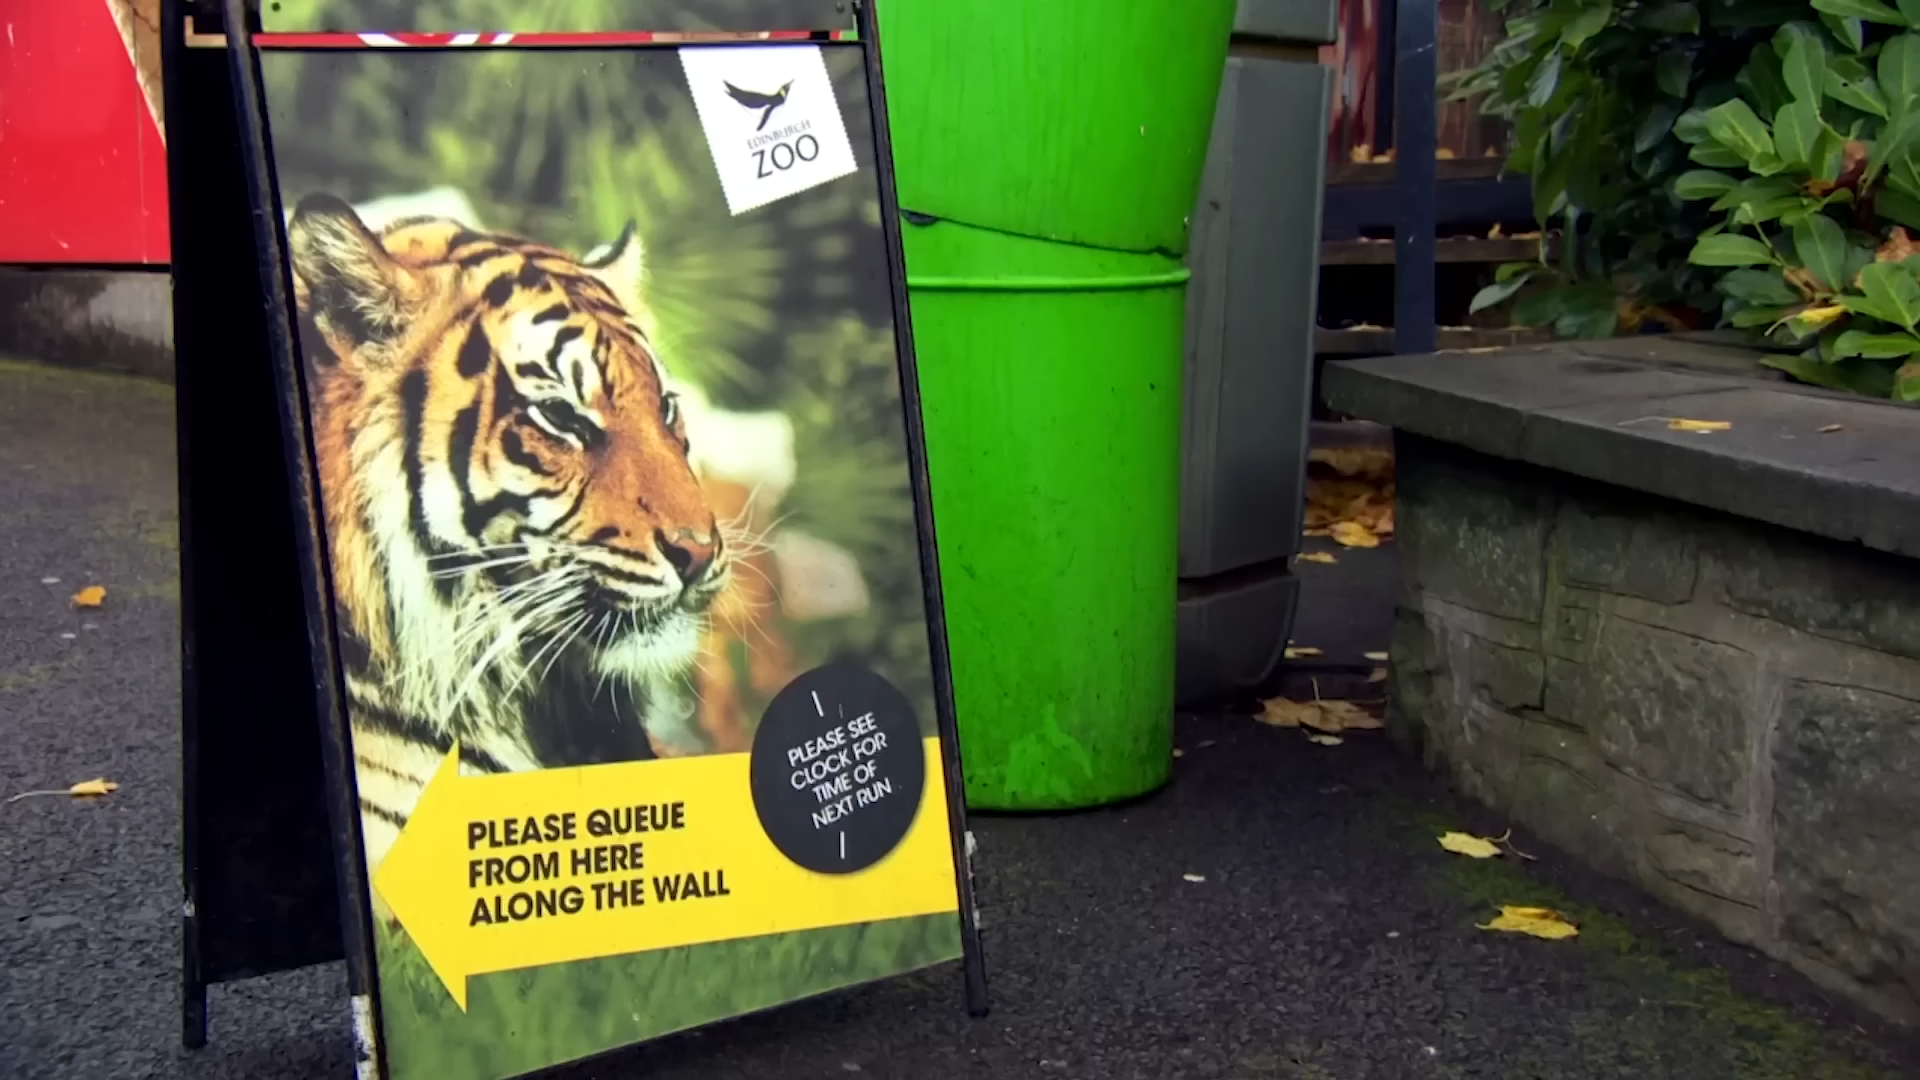 EDINBURGH
ZOO
PLEASE SEE
CLOCK FOR
TIME OF
NEXT RUN
PLEASE QUEUE
FROM HERE
ALONG THE WALL